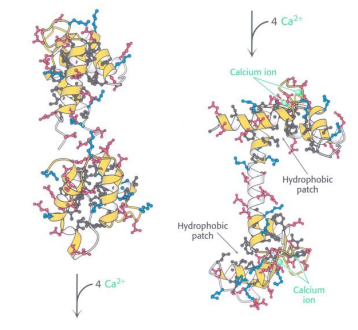 4 Ca²⁺
4 Ca²⁺
Calcium ion
Hydrophobic
patch
Hydrophobic
patch
Calcium
ion